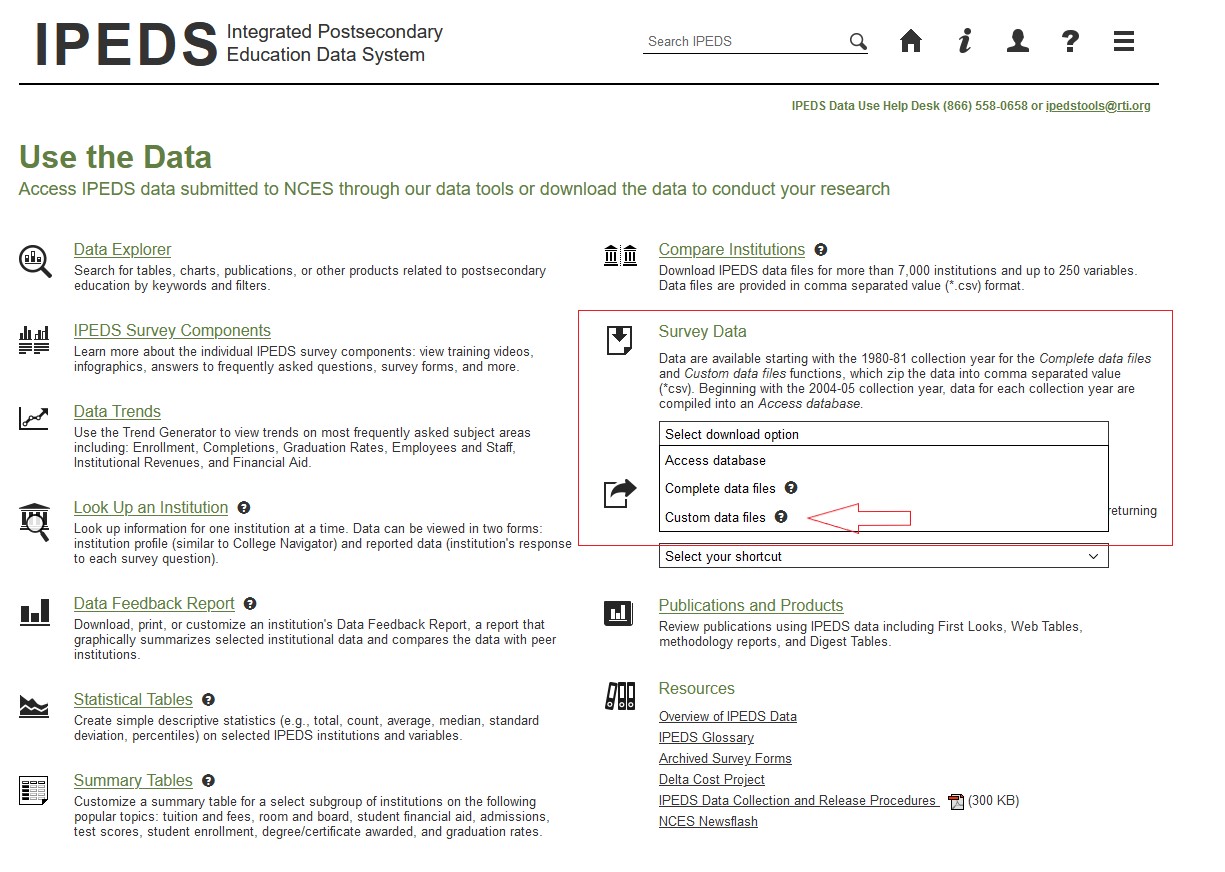 IPEDS Integrated Postsecondary
Education Data System
Search IPEDS
IPEDS Data Use Help Desk (866) 558-0658 or ipedstools@rti.org
Use the Data
Access IPEDS data submitted to NCES through our data tools or download the data to conduct your research
Data Explorer
Search for tables, charts, publications, or other products related to postsecondary
education by keywords and filters.
IPEDS Survey Components
Learn more about the individual IPEDS survey components: view training videos,
infographics, answers to frequently asked questions, survey forms, and more.
Data Trends
Use the Trend Generator to view trends on most frequently asked subject areas
including: Enrollment, Completions, Graduation Rates, Employees and Staff,
Institutional Revenues, and Financial Aid.
Look Up an Institution
Look up information for one institution at a time. Data can be viewed in two forms:
institution profile (similar to College Navigator) and reported data (institution's response
to each survey question).
Data Feedback Report
Download, print, or customize an institution's Data Feedback Report, a report that
graphically summarizes selected institutional data and compares the data with peer
institutions.
Statistical Tables
Create simple descriptive statistics (e.g., total, count, average, median, standard
deviation, percentiles) on selected IPEDS institutions and variables.
Summary Tables
Customize a summary table for a select subgroup of institutions on the following
popular topics: tuition and fees, room and board, student financial aid, admissions,
test scores, student enrollment, degree/certificate awarded, and graduation rates.
Compare Institutions
Download IPEDS data files for more than 7,000 institutions and up to 250 variables.
Data files are provided in comma separated value (*.csv) format.
Survey Data
Data are available starting with the 1980-81 collection year for the Complete data files
and Custom data files functions, which zip the data into comma separated value
(*csv). Beginning with the 2004-05 collection year, data for each collection year are
compiled into an Access database.
Select download option
Access database
Complete data files
Custom data files
returning
Select your shortcut
Publications and Products
Review publications using IPEDS data including First Looks, Web Tables,
methodology reports, and Digest Tables.
Resources
Overview of IPEDS Data
IPEDS Glossary
Archived Survey Forms
Delta Cost Project
IPEDS Data Collection and Release Procedures (300 KB)
NCES Newsflash